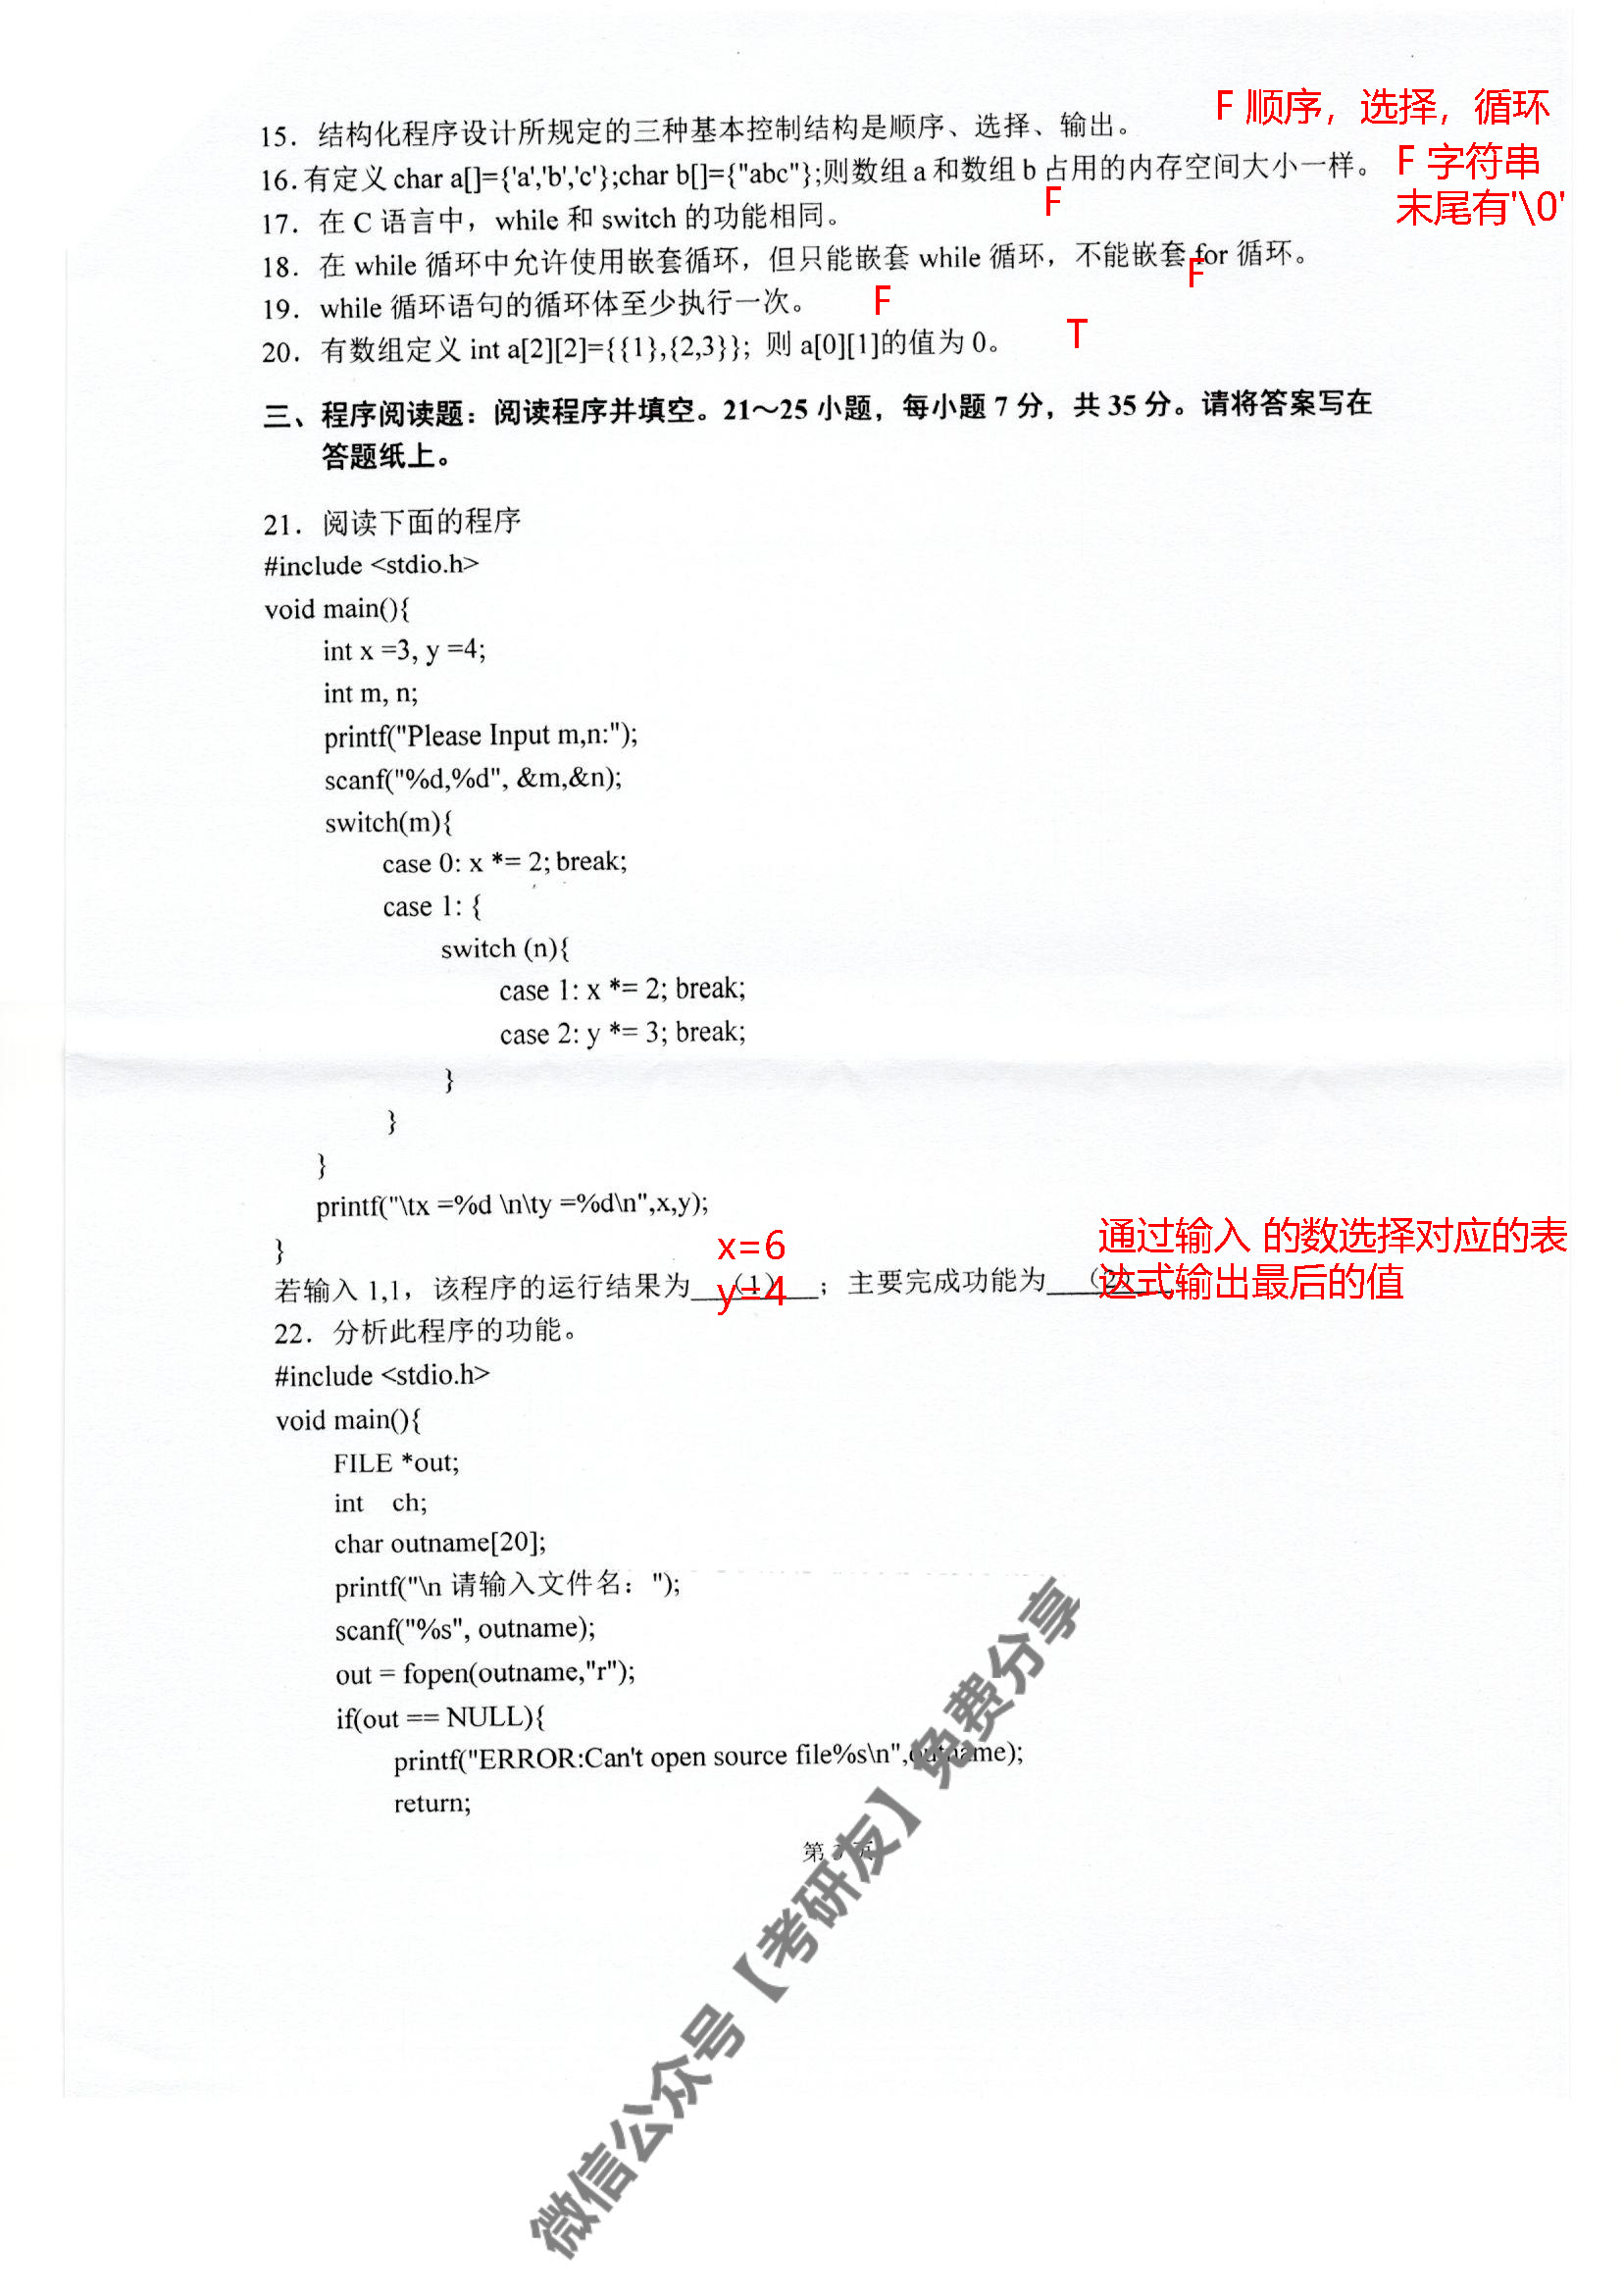 15. 结构化程序设计所规定的三种基本控制结构是顺序、选择、输出。
F 顺序，选择，循环
16.有定义 char a[]={'a','b','c'};char b[]={"abc"};则数组 a 和数组 b 占用的内存空间大小一样。
F 字符串
末尾有'\0'
17. 在 C 语言中，while 和 switch 的功能相同。
F
18. 在 while 循环中允许使用嵌套循环，但只能嵌套 while 循环，不能嵌套 for 循环。
F
19. while 循环语句的循环体至少执行一次。
F
20. 有数组定义 int a[2][2]={{1},{2,3}}; 则 a[0][1]的值为 0。
T
三、程序阅读题：阅读程序并填空。21～25 小题，每小题 7 分，共 35 分。请将答案写在
答题纸上。
21. 阅读下面的程序
#include <stdio.h>
void main(){
int x =3, y =4;
int m, n;
printf("Please Input m,n:");
scanf("%d,%d", &m,&n);
switch(m){
case 0: x *= 2; break;
case 1: {
switch (n){
case 1: x *= 2; break;
case 2: y *= 3; break;
}
}
}
printf("\tx =%d \n\ty =%d\n",x,y);
}
x=6
y=4
通过输入 的数选择对应的表
达式输出最后的值
若输入 1,1，该程序的运行结果为 （1） ；主要完成功能为 （2）
22. 分析此程序的功能。
#include <stdio.h>
void main(){
FILE *out;
int ch;
char outname[20];
printf("\n 请输入文件名：");
scanf("%s", outname);
out = fopen(outname,"r");
if(out == NULL){
printf("ERROR:Can't open source file%s\n",outname);
return;
第 页
微信公众号【考研友】免费分享